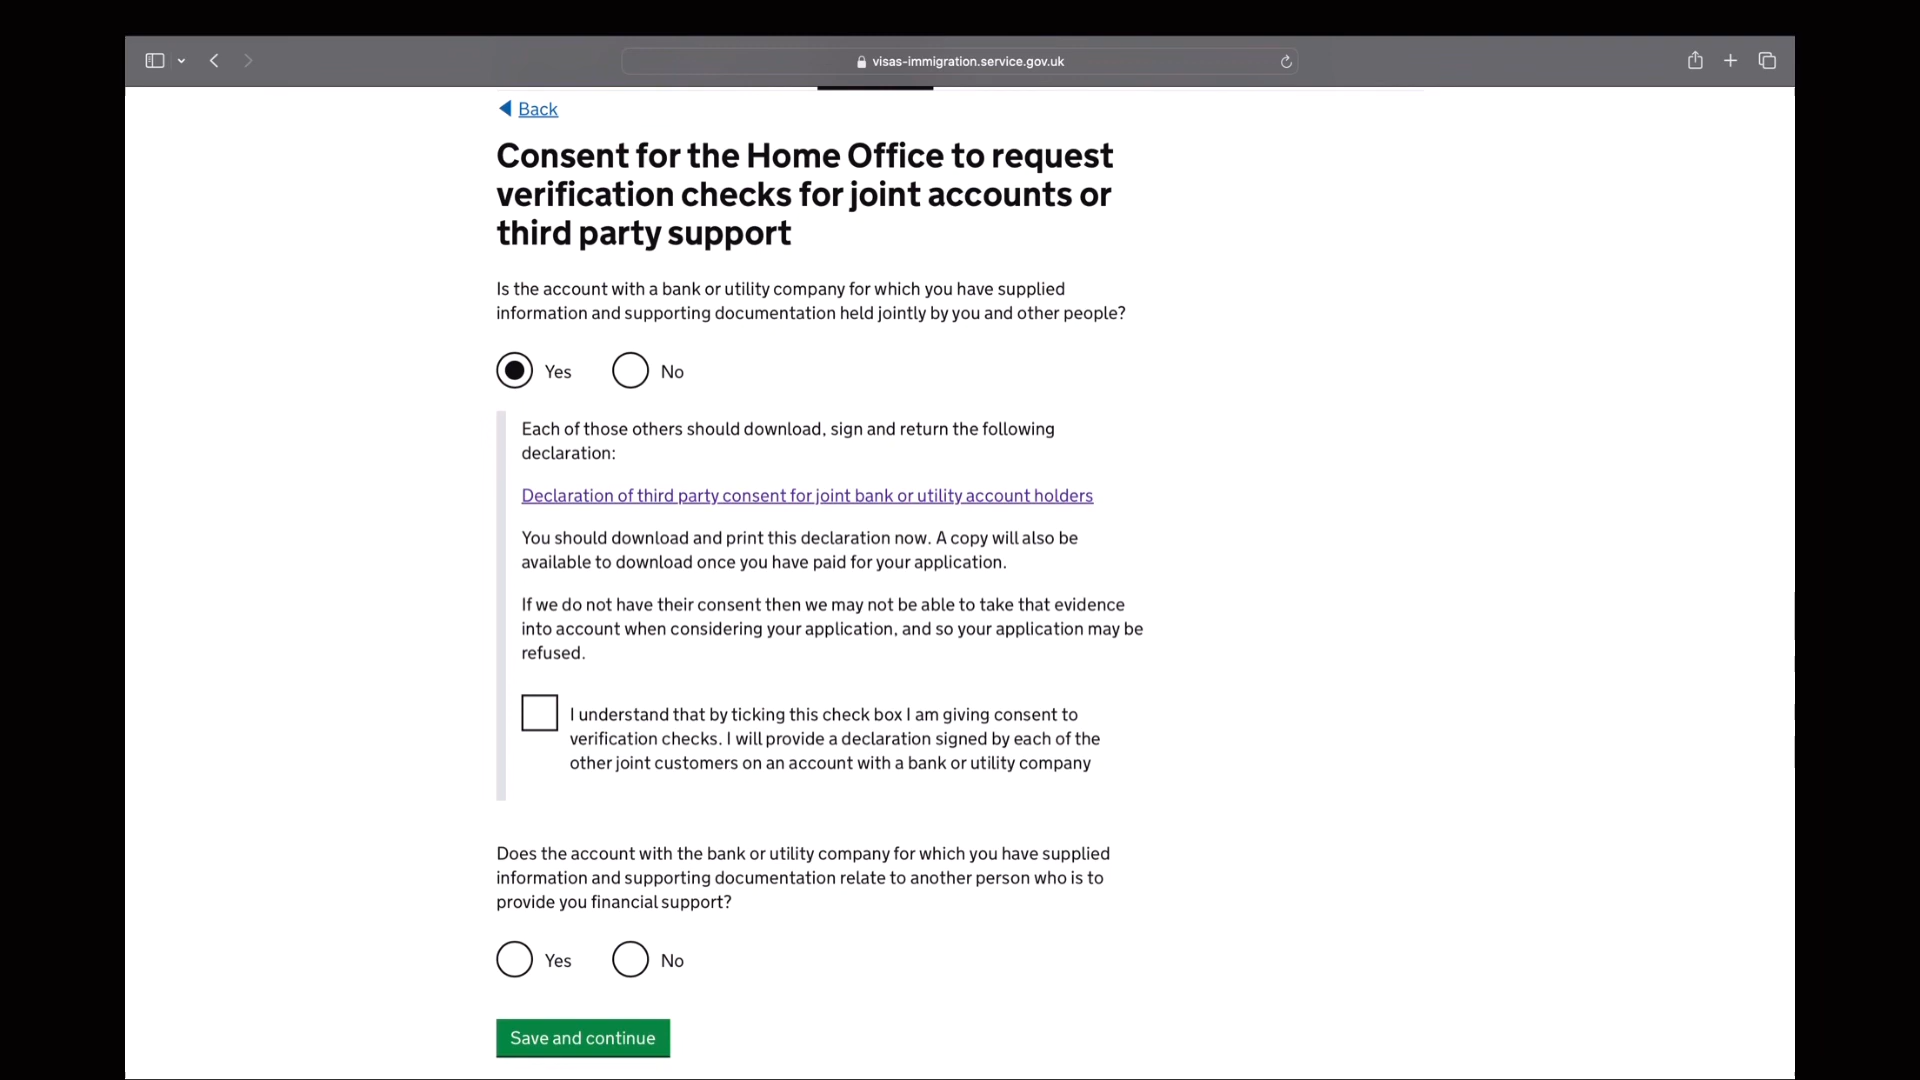 visas-immigration.service.gov.uk
Back
Consent for the Home Office to request
verification checks for joint accounts or
third party support
Is the account with a bank or utility company for which you have supplied
information and supporting documentation held jointly by you and other people?
Yes No
Each of those others should download, sign and return the following
declaration:
Declaration of third party consent for joint bank or utility account holders
You should download and print this declaration now. A copy will also be
available to download once you have paid for your application.
If we do not have their consent then we may not be able to take that evidence
into account when considering your application, and so your application may be
refused.
I understand that by ticking this check box I am giving consent to
verification checks. I will provide a declaration signed by each of the
other joint customers on an account with a bank or utility company
Does the account with the bank or utility company for which you have supplied
information and supporting documentation relate to another person who is to
provide you financial support?
Yes No
Save and continue